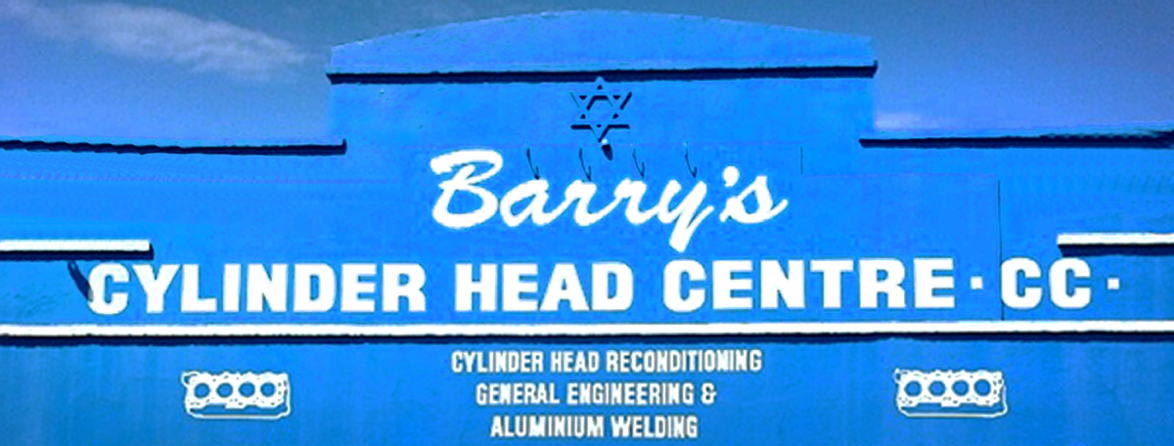 Barry's
CYLINDER HEAD CENTRE · CC ·
CYLINDER HEAD RECONDITIONING
GENERAL ENGINEERING &
ALUMINIUM WELDING